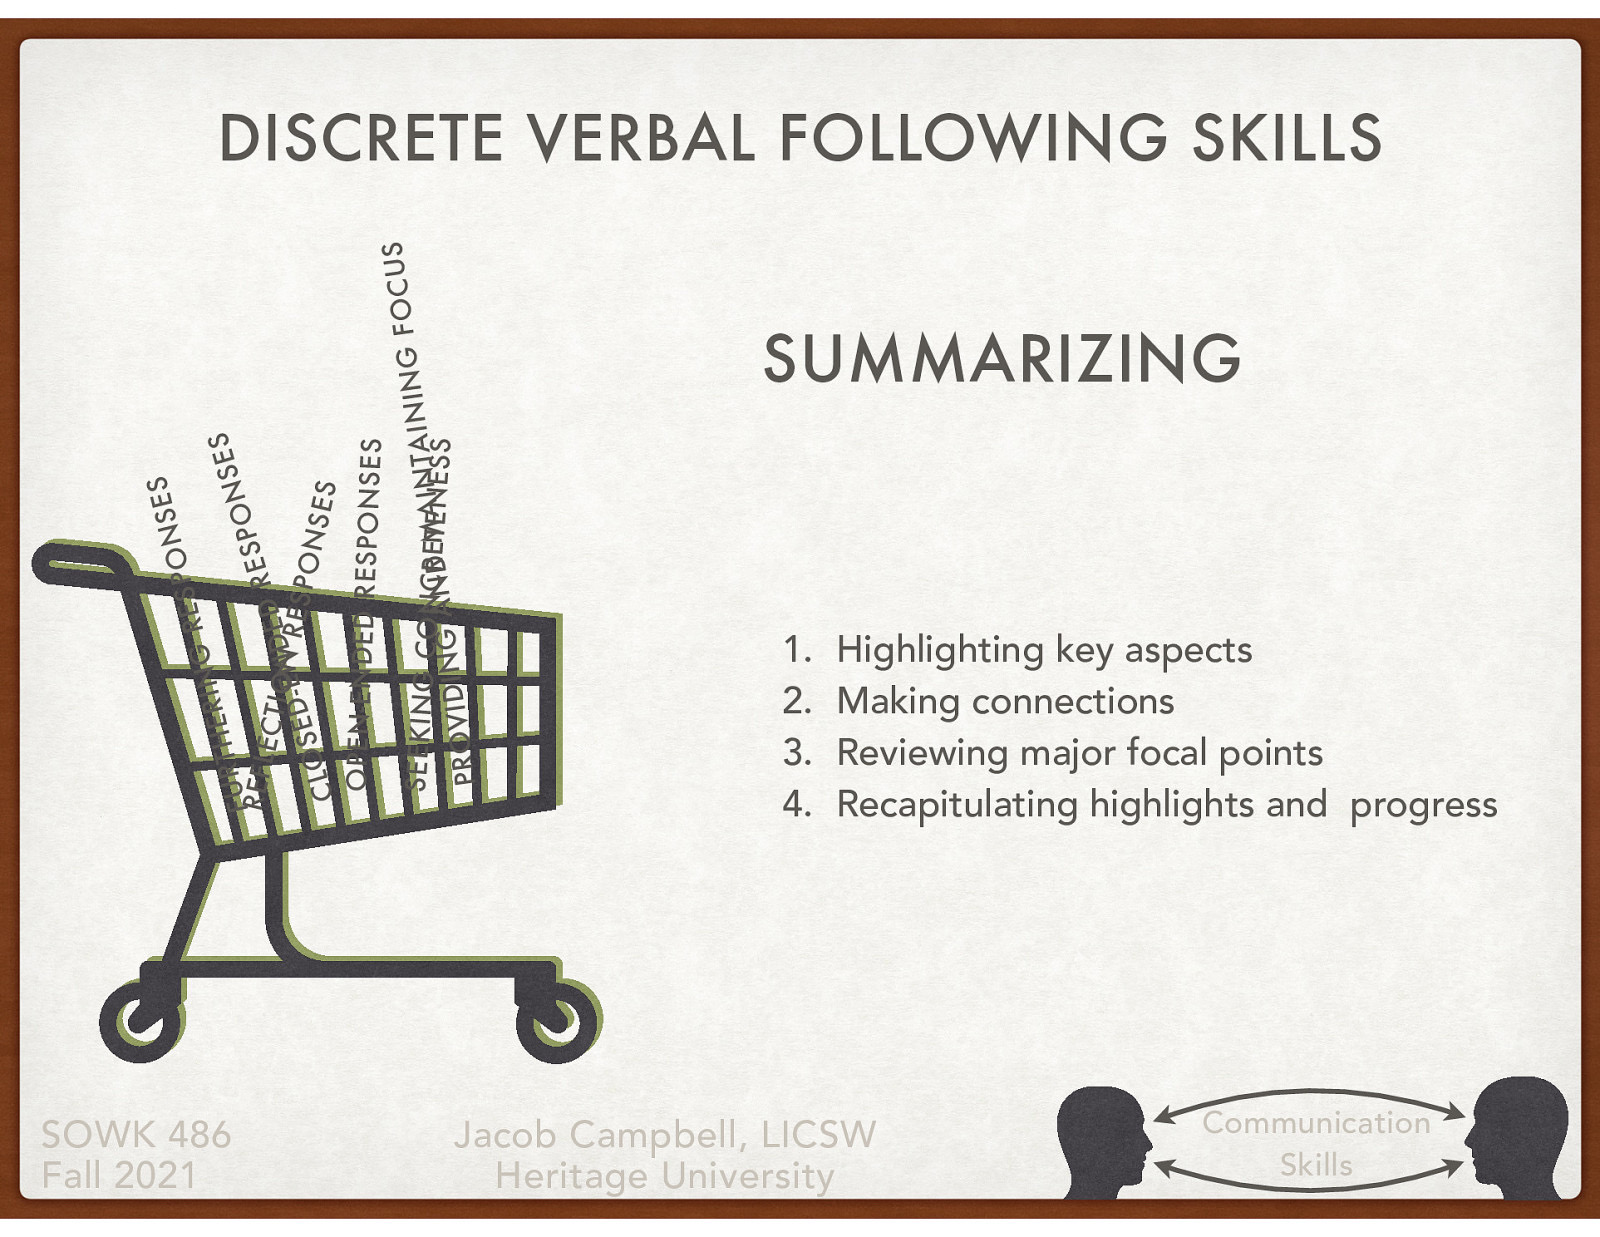 DISCRETE VERBAL FOLLOWING SKILLS
SUMMARIZING
FURTHERING RESPONSES
REFLECTION RESPONSES
CLOSED-ENDED RESPONSES
OPEN-ENDED RESPONSES
SEEKING CONCRETENESS
PROVIDING AND MAINTAINING FOCUS
1. Highlighting key aspects
2. Making connections
3. Reviewing major focal points
4. Recapitulating highlights and progress
SOWK 486
Fall 2021
Jacob Campbell, LICSW
Heritage University
Communication
Skills